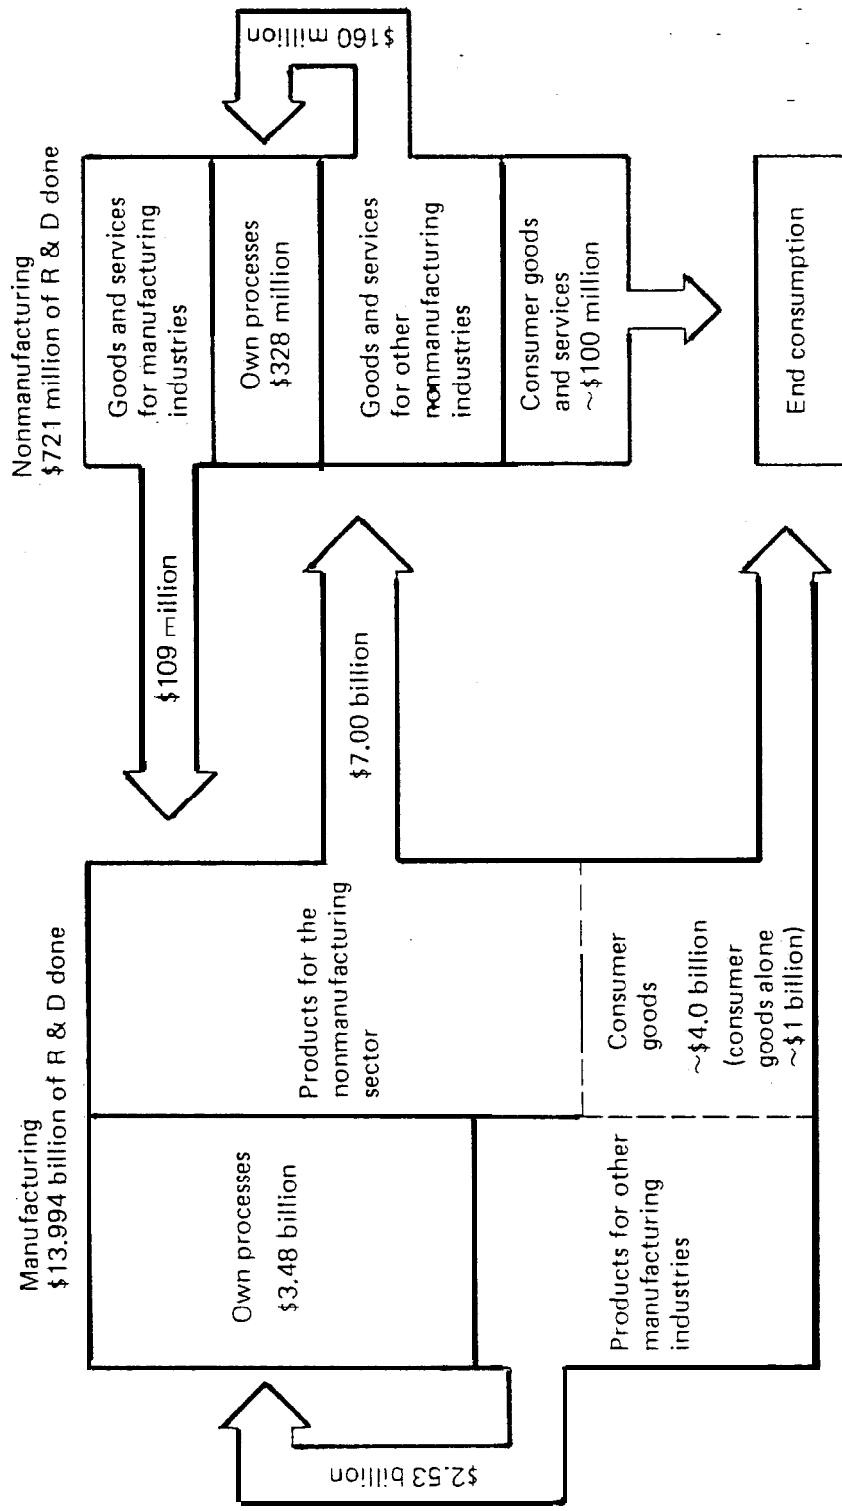 Manufacturing
$13.994 billion of R & D done
Own processes
$3.48 billion
$2.53 billion
Products for other
manufacturing
industries
Products for the
nonmanufacturing
sector
Consumer
goods
~$4.0 billion
(consumer
goods alone
~$1 billion)
$109 million
$7.00 billion
Nonmanufacturing
$721 million of R & D done
Goods and services
for manufacturing
industries
Own processes
$328 million
Goods and services
for other
nonmanufacturing
industries
$160 million
Consumer goods
and services
~$100 million
End consumption